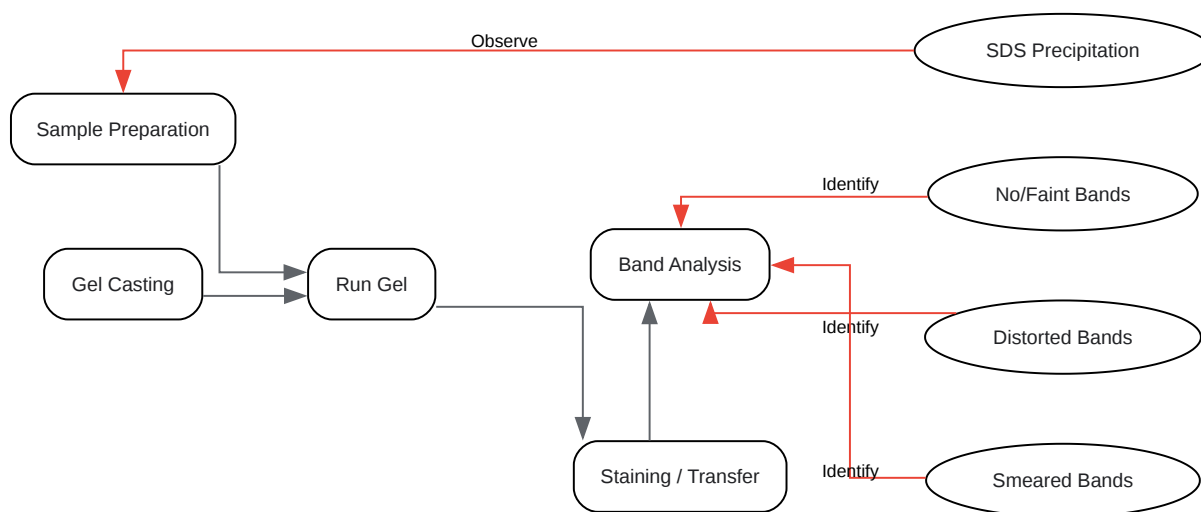 Observe
SDS Precipitation
Sample Preparation
Identify
No/Faint Bands
Band Analysis
Gel Casting
Run Gel
Identify
Distorted Bands
Staining / Transfer
Identify
Smeared Bands